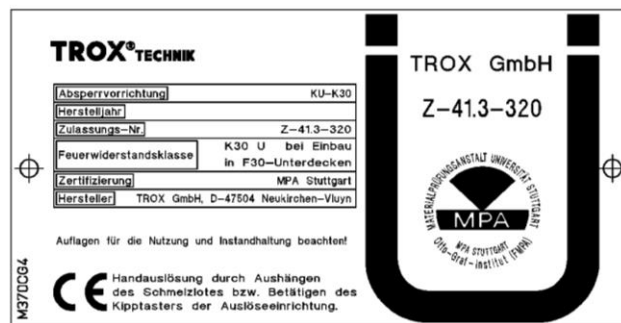 TROX® TECHNIK
Absperrvorrichtung KU-K30
Herstelljahr
Zulassungs-Nr. Z-41.3-320
Feuerwiderstandsklasse K30 U bei Einbau
in F30-Unterdecken
Zertifizierung MPA Stuttgart
Hersteller TROX GmbH, D-47504 Neukirchen-Vluyn
Auflagen für die Nutzung und Instandhaltung beachten!
CE Handauslösung durch Aushängen
des Schmelzlotes bzw. Betätigen des
Kipptasters der Auslöseeinrichtung.
M370CG4
TROX GmbH
Z-41.3-320
MATERIALPRÜFUNGSANSTALT UNIVERSITÄT STUTTGART
MPA
MPA STUTTGART
Otto-Graf-Institut (FMPA)